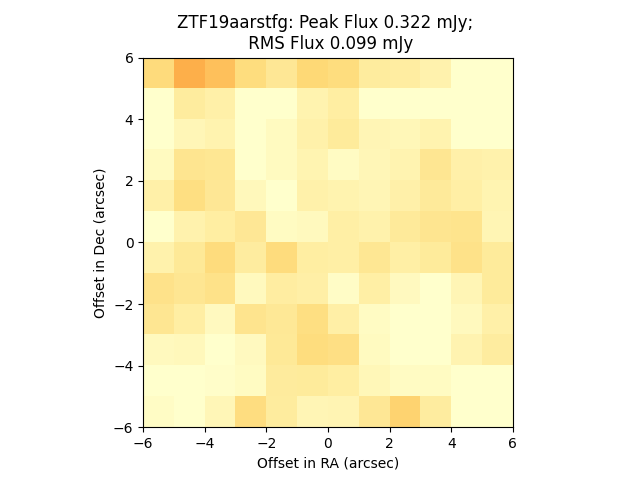 ZTF19aarstfg: Peak Flux 0.322 mJy;
RMS Flux 0.099 mJy
6
4
2
0
−2
−4
−6
Offset in Dec (arcsec)
−6 −4 −2 0 2 4 6
Offset in RA (arcsec)